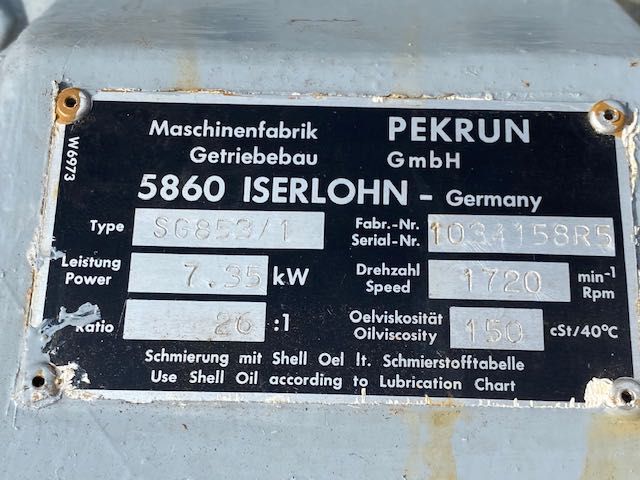 W6973
Maschinenfabrik PEKRUN
Getriebebau GmbH
5860 ISERLOHN - Germany
Type SG853/1 Fabr.-Nr. Serial-Nr. 1034158R5
Leistung Power 7.35 kW Drehzahl Speed 1720 min-1 Rpm
Ratio 26 :1 Oelviskosität Oilviscosity 150 cSt/40°C
Schmierung mit Shell Oel lt. Schmierstofftabelle
Use Shell Oil according to Lubrication Chart